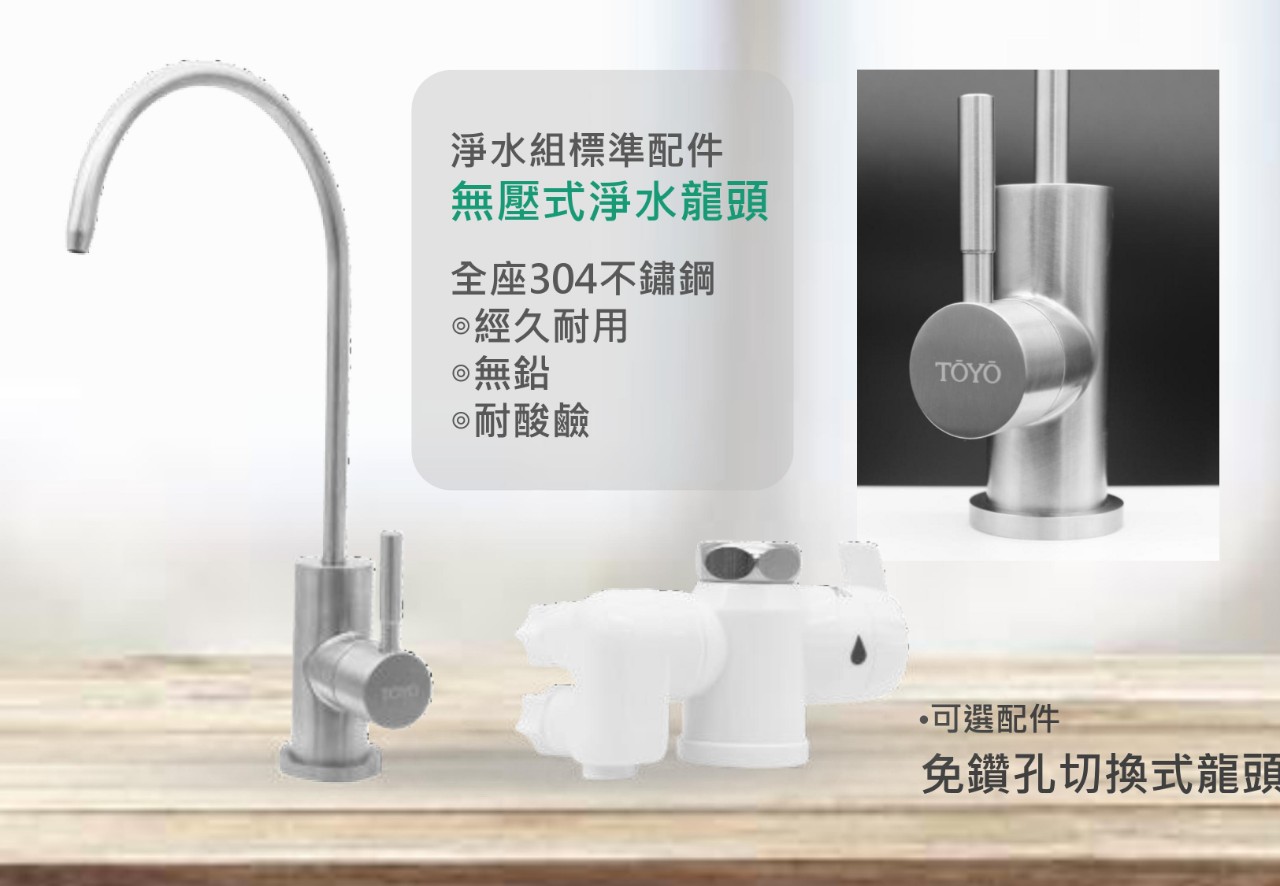 淨水組標準配件
無壓式淨水龍頭
全座304不鏽鋼
◎經久耐用
◎無鉛
◎耐酸鹼
TŌYŌ
TOYO
•可選配件
免鑽孔切換式龍頭